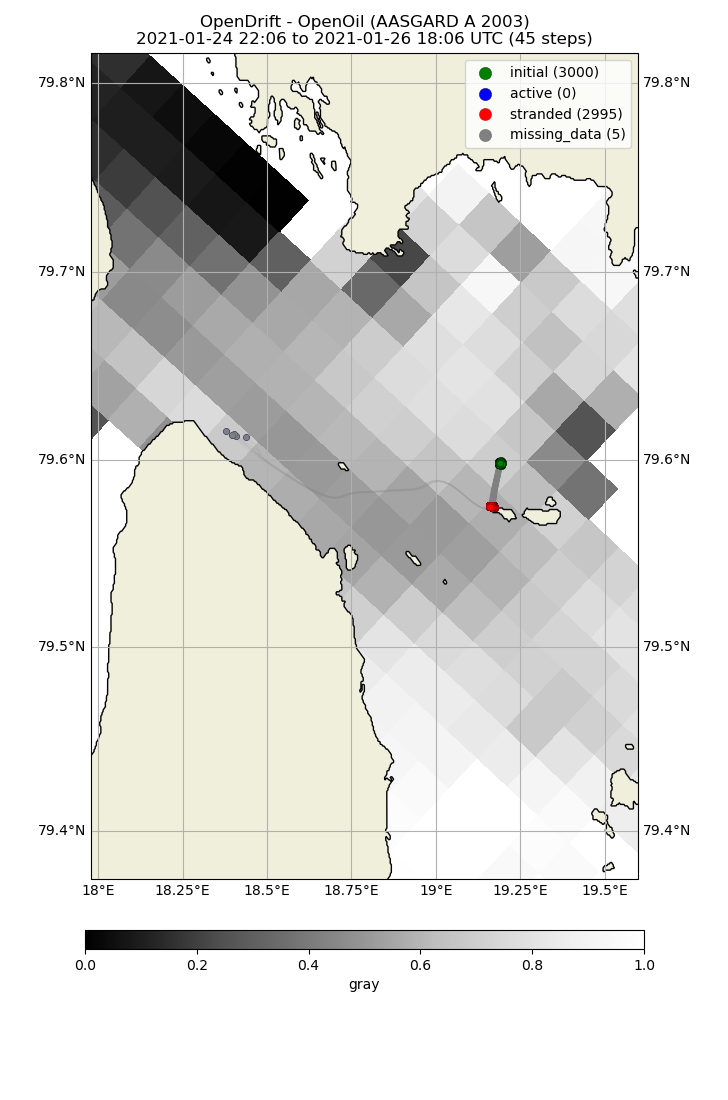 OpenDrift - OpenOil (AASGARD A 2003)
2021-01-24 22:06 to 2021-01-26 18:06 UTC (45 steps)
initial (3000)
active (0)
stranded (2995)
missing_data (5)
79.8°N 79.8°N
79.7°N 79.7°N
79.6°N 79.6°N
79.5°N 79.5°N
79.4°N 79.4°N
18°E 18.25°E 18.5°E 18.75°E 19°E 19.25°E 19.5°E
0.0 0.2 0.4 0.6 0.8 1.0
gray